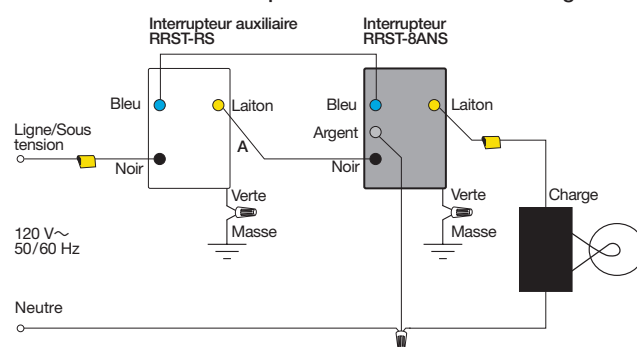 Interrupteur auxiliaire
RRST-RS
Interrupteur
RRST-8ANS
Bleu
Laiton
Bleu
Laiton
Argent
Ligne/Sous
tension
A
Noir
Noir
Verte
Verte
Charge
120 V~
50/60 Hz
Masse
Masse
Neutre